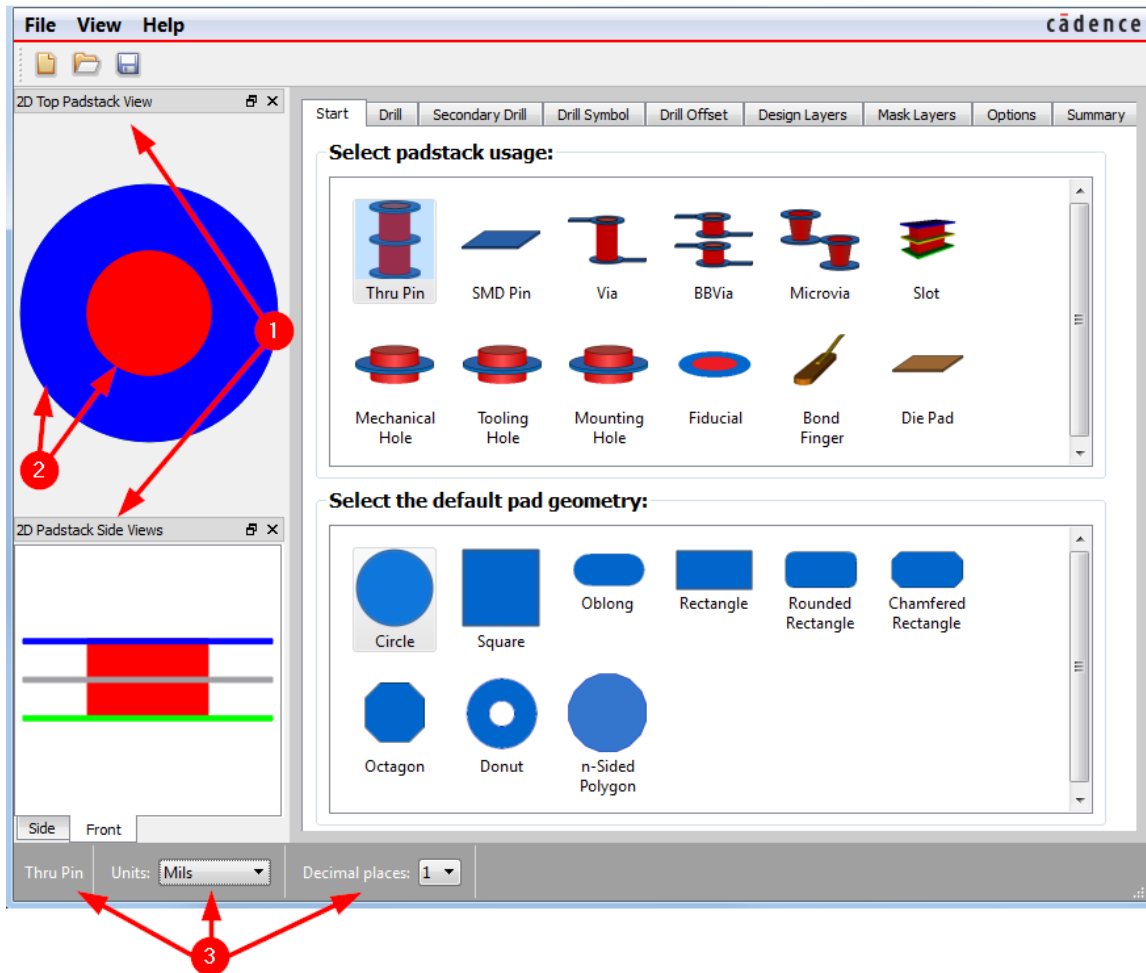 File View Help
cādence
2D Top Padstack View
Start Drill Secondary Drill Drill Symbol Drill Offset Design Layers Mask Layers Options Summary
Select padstack usage:
Thru Pin SMD Pin Via BBVia Microvia Slot
Mechanical Tooling Mounting Fiducial Bond Die Pad
Hole Hole Hole Finger
1
2
Select the default pad geometry:
2D Padstack Side Views
Oblong Rectangle Rounded Chamfered
Rectangle Rectangle
Circle Square
Octagon Donut n-Sided
Polygon
Side Front
Thru Pin Units: Mils Decimal places: 1
3